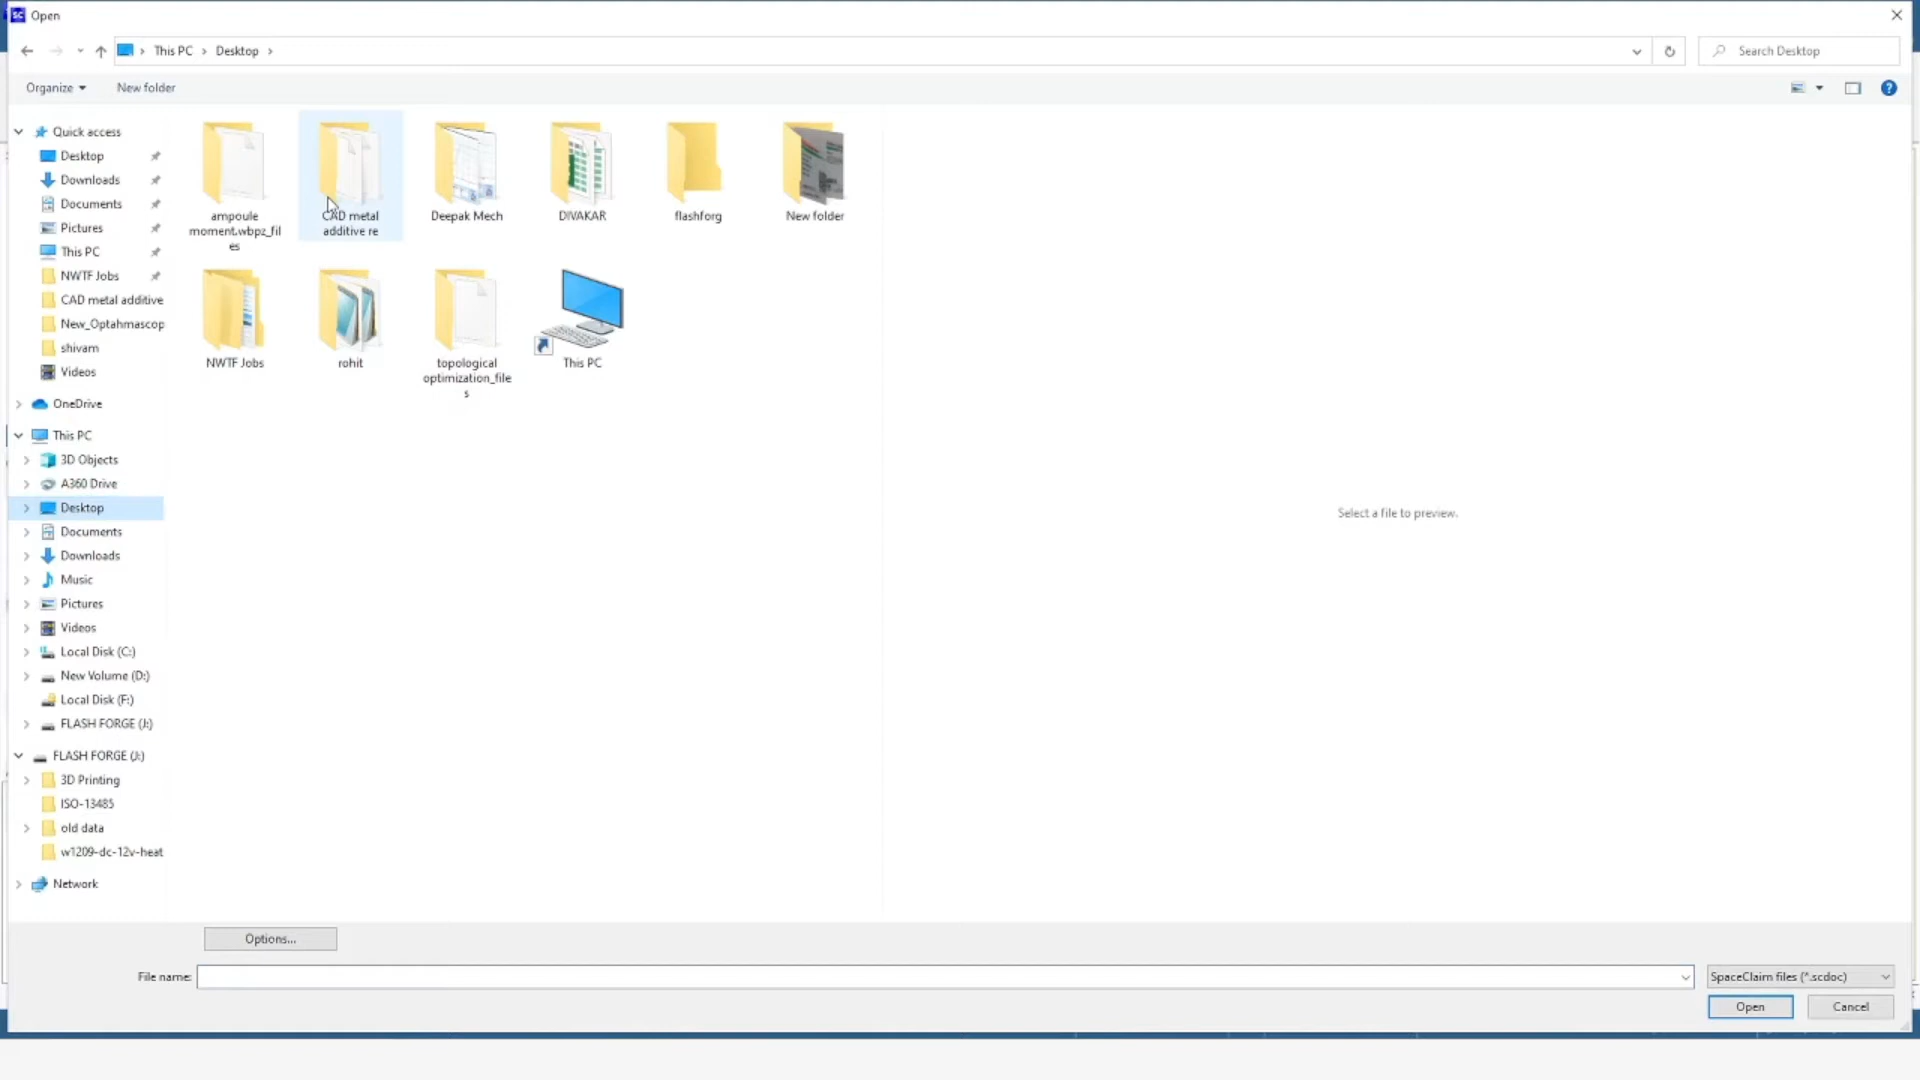 SC Open
This PC > Desktop >
Search Desktop
Organize
New folder
?
Quick access
Desktop
Downloads
Documents
Pictures
This PC
NWTF Jobs
CAD metal additive
New_Optahmascop
shivam
Videos
OneDrive
This PC
3D Objects
A360 Drive
Desktop
Documents
Downloads
Music
Pictures
Videos
Local Disk (C:)
New Volume (D:)
Local Disk (F:)
FLASH FORGE (J:)
FLASH FORGE (J:)
3D Printing
ISO-13485
old data
w1209-dc-12v-heat
Network
ampoule
moment.wbpz_fil
es
CAD metal
additive re
Deepak Mech
DIVAKAR
flashforg
New folder
NWTF Jobs
rohit
topological
optimization_file
s
This PC
Select a file to preview.
Options...
File name:
SpaceClaim files (*.scdoc)
Open
Cancel